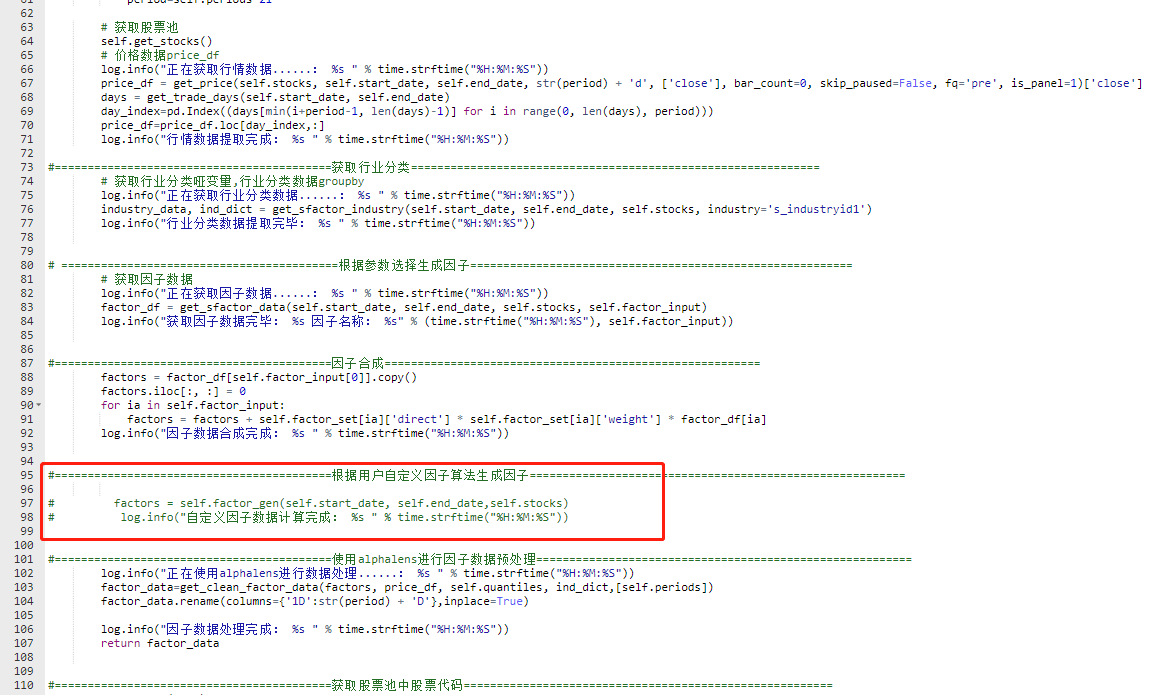 62
63 # 获取股票池
64 self.get_stocks()
65 # 价格数据price_df
66 log.info("正在获取行情数据......: %s " % time.strftime("%H:%M:%S"))
67 price_df = get_price(self.stocks, self.start_date, self.end_date, str(period) + 'd', ['close'], bar_count=0, skip_paused=False, fq='pre', is_panel=1)['close']
68 days = get_trade_days(self.start_date, self.end_date)
69 day_index=pd.Index((days[min(i+period-1, len(days)-1)] for i in range(0, len(days), period)))
70 price_df=price_df.loc[day_index,:]
71 log.info("行情数据提取完成: %s " % time.strftime("%H:%M:%S"))
72
73 #==========================================获取行业分类==============================================================
74 # 获取行业分类哑变量,行业分类数据groupby
75 log.info("正在获取行业分类数据......: %s " % time.strftime("%H:%M:%S"))
76 industry_data, ind_dict = get_sfactor_industry(self.start_date, self.end_date, self.stocks, industry='s_industryid1')
77 log.info("行业分类数据提取完毕: %s " % time.strftime("%H:%M:%S"))
78
79
80 # ==========================================根据参数选择生成因子==========================================================
81 # 获取因子数据
82 log.info("正在获取因子数据......: %s " % time.strftime("%H:%M:%S"))
83 factor_df = get_sfactor_data(self.start_date, self.end_date, self.stocks, self.factor_input)
84 log.info("获取因子数据完毕: %s 因子名称: %s" % (time.strftime("%H:%M:%S"), self.factor_input))
85
86
87 #==========================================因子合成=========================================================
88 factors = factor_df[self.factor_input[0]].copy()
89 factors.iloc[:, :] = 0
90 for ia in self.factor_input:
91 factors = factors + self.factor_set[ia]['direct'] * self.factor_set[ia]['weight'] * factor_df[ia]
92 log.info("因子数据合成完成: %s " % time.strftime("%H:%M:%S"))
93
94
95 #==========================================根据用户自定义因子算法生成因子=========================================================
96
97 # factors = self.factor_gen(self.start_date, self.end_date,self.stocks)
98 # log.info("自定义因子数据计算完成: %s " % time.strftime("%H:%M:%S"))
99
100
101 #==========================================使用alphalens进行因子数据预处理=========================================================
102 log.info("正在使用alphalens进行数据处理......: %s " % time.strftime("%H:%M:%S"))
103 factor_data=get_clean_factor_data(factors, price_df, self.quantiles, ind_dict,[self.periods])
104 factor_data.rename(columns={'1D':str(period) + 'D'},inplace=True)
105
106 log.info("因子数据处理完成: %s " % time.strftime("%H:%M:%S"))
107 return factor_data
108
109
110 #==========================================获取股票池中股票代码========================================================